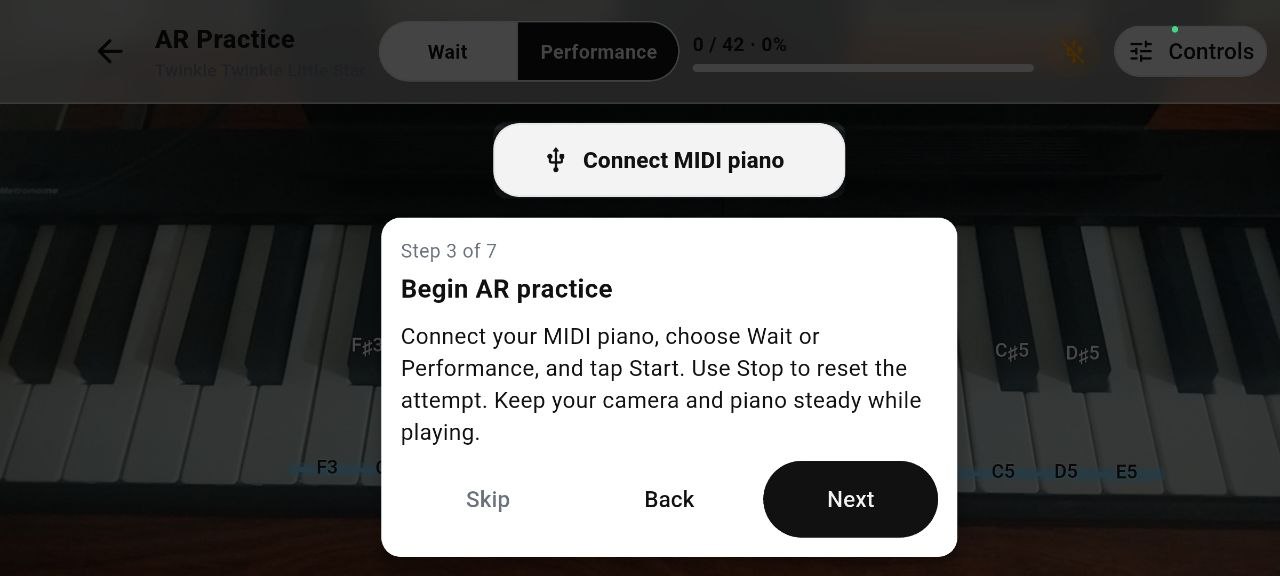 AR Practice
Twinkle Twinkle Little Star
Wait
Performance
0 / 42 · 0%
Controls
Connect MIDI piano
Step 3 of 7
Begin AR practice
Connect your MIDI piano, choose Wait or
Performance, and tap Start. Use Stop to reset the
attempt. Keep your camera and piano steady while
playing.
F♯3
C♯5
D♯5
F3
C5
D5
E5
Skip
Back
Next